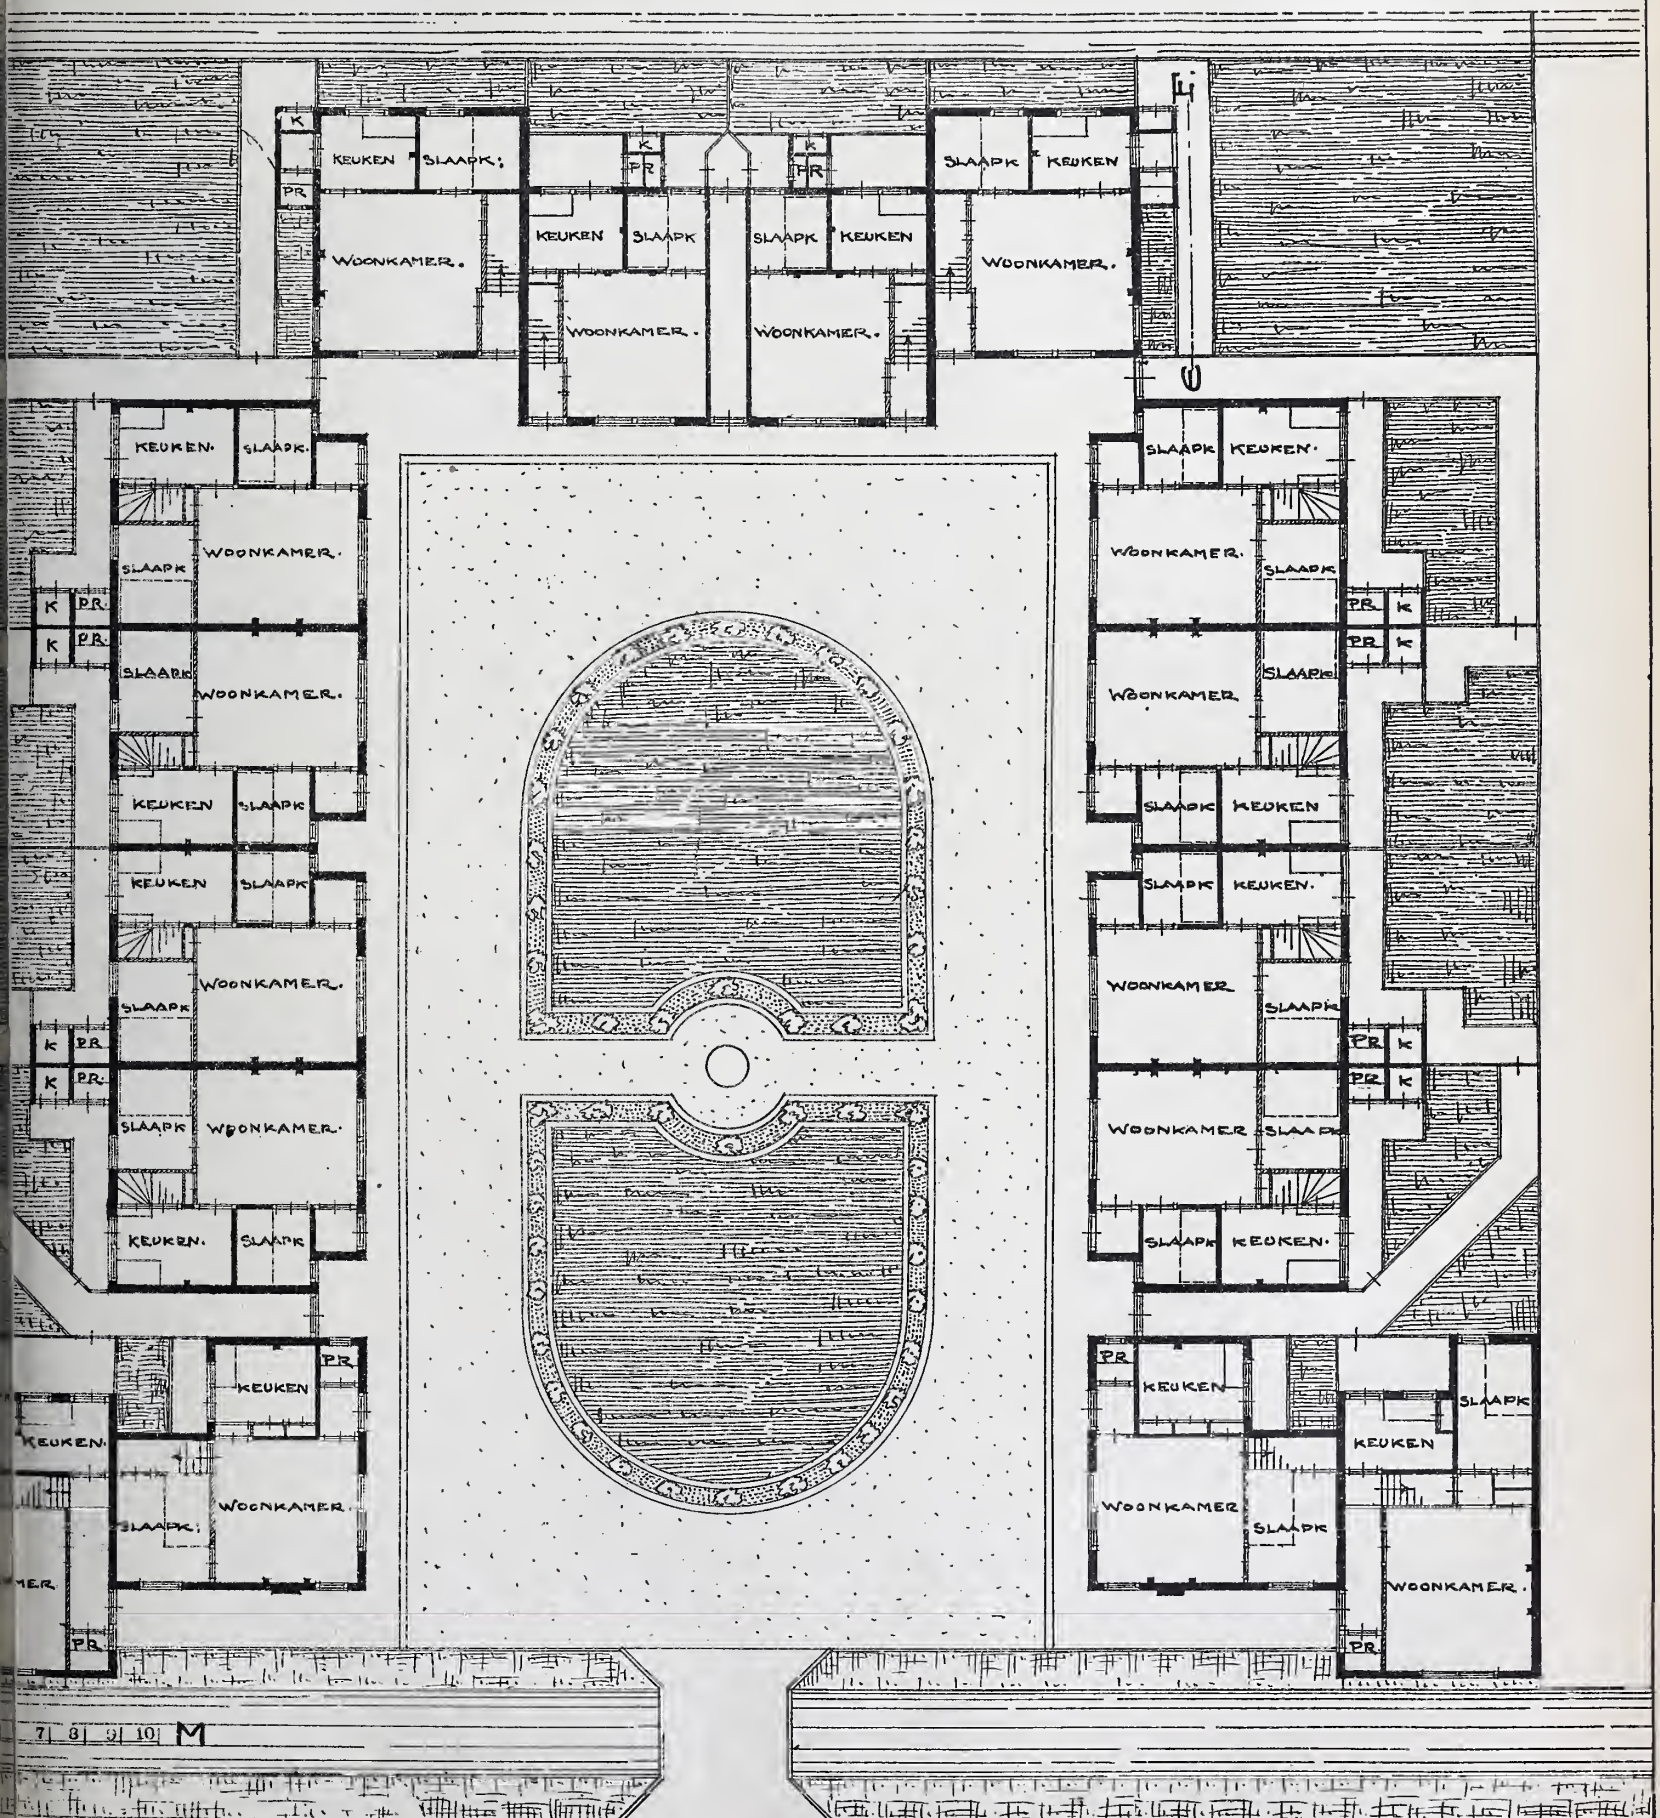 K
KEUKEN SLAAPK:
K
K
SLAAPK KEUKEN
PR
PR
PR
KEUKEN SLAAPK
SLAAPK KEUKEN
WOONKAMER.
WOONKAMER.
WOONKAMER.
WOONKAMER.
KEUKEN. SLAAPK.
SLAAPK KEUKEN.
WOONKAMER.
SLAAPK
WOONKAMER.
SLAAPK
K PR.
PR K
K PR.
PR K
SLAAPK
WOONKAMER.
WOONKAMER
SLAAPK
KEUKEN SLAAPK
SLAAPK KEUKEN
KEUKEN SLAAPK
SLAAPK KEUKEN.
WOONKAMER.
SLAAPK
WOONKAMER
SLAAPK
K PR
PR K
K PR.
PR K
SLAAPK WOONKAMER.
WOONKAMER SLAAPK
KEUKEN. SLAAPK
SLAAPK KEUKEN.
PR
KEUKEN
PR
KEUKEN
SLAAPK
KEUKEN.
KEUKEN
WOONKAMER.
SLAAPK:
WOONKAMER
SLAAPK
MER
WOONKAMER.
PR
PR
7 8 9 10 M